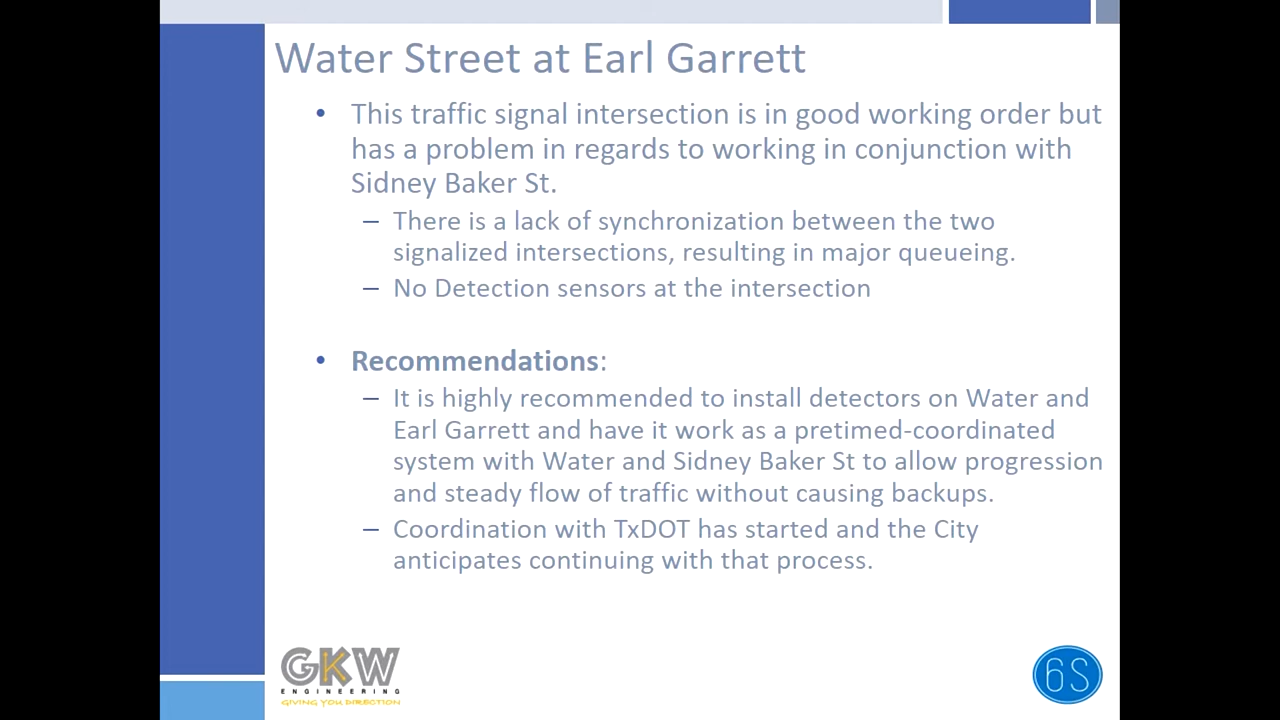 Water Street at Earl Garrett
• This traffic signal intersection is in good working order but
has a problem in regards to working in conjunction with
Sidney Baker St.
– There is a lack of synchronization between the two
signalized intersections, resulting in major queueing.
– No Detection sensors at the intersection
• Recommendations:
– It is highly recommended to install detectors on Water and
Earl Garrett and have it work as a pretimed-coordinated
system with Water and Sidney Baker St to allow progression
and steady flow of traffic without causing backups.
– Coordination with TxDOT has started and the City
anticipates continuing with that process.
GKW
ENGINEERING
GIVING YOU DIRECTION
6S